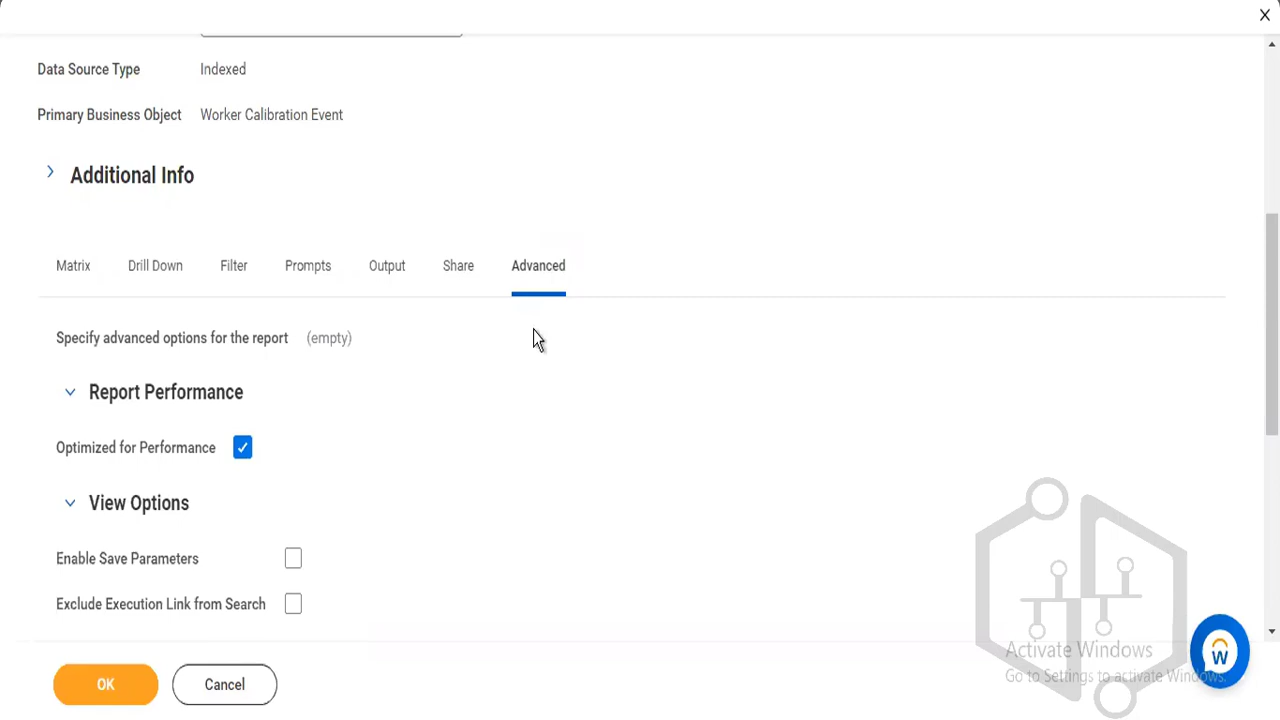 X
Data Source Type Indexed
Primary Business Object Worker Calibration Event
Additional Info
Matrix Drill Down Filter Prompts Output Share Advanced
Specify advanced options for the report (empty)
Report Performance
Optimized for Performance
View Options
Enable Save Parameters
Exclude Execution Link from Search
Activate Windows
Go to Settings to activate Windows.
W
OK Cancel